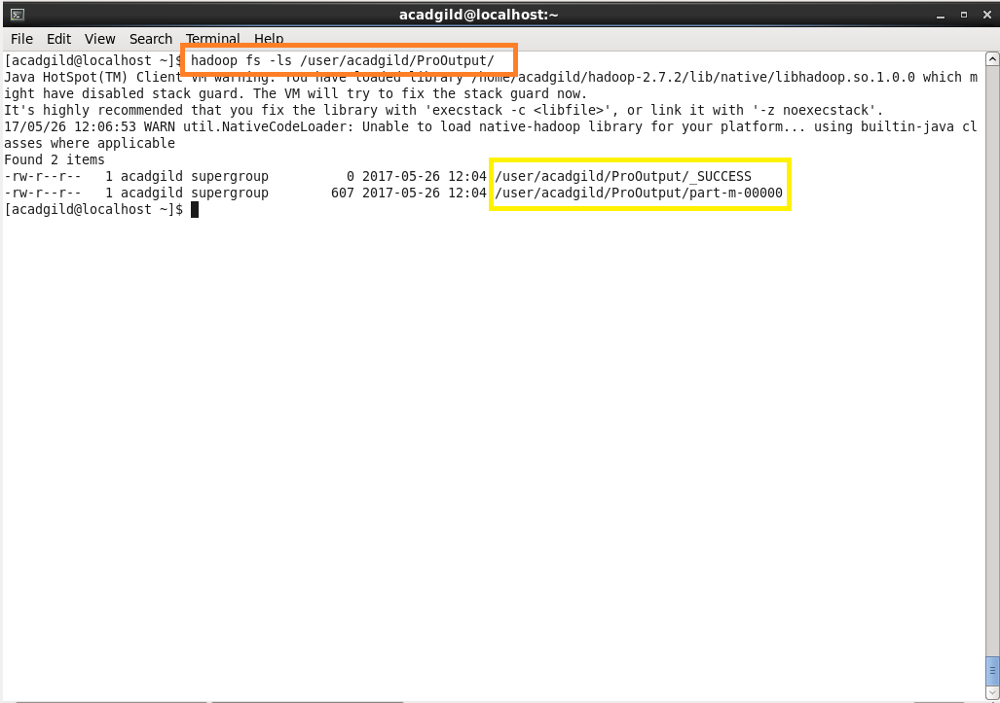 acadgild@localhost:~
File Edit View Search Terminal Help
[acadgild@localhost ~]$ hadoop fs -ls /user/acadgild/ProOutput/
Java HotSpot(TM) Client VM warning: You have loaded library /home/acadgild/hadoop-2.7.2/lib/native/libhadoop.so.1.0.0 which m
ight have disabled stack guard. The VM will try to fix the stack guard now.
It's highly recommended that you fix the library with 'execstack -c <libfile>', or link it with '-z noexecstack'.
17/05/26 12:06:53 WARN util.NativeCodeLoader: Unable to load native-hadoop library for your platform... using builtin-java cl
asses where applicable
Found 2 items
-rw-r--r--   1 acadgild supergroup          0 2017-05-26 12:04 /user/acadgild/ProOutput/_SUCCESS
-rw-r--r--   1 acadgild supergroup        607 2017-05-26 12:04 /user/acadgild/ProOutput/part-m-00000
[acadgild@localhost ~]$